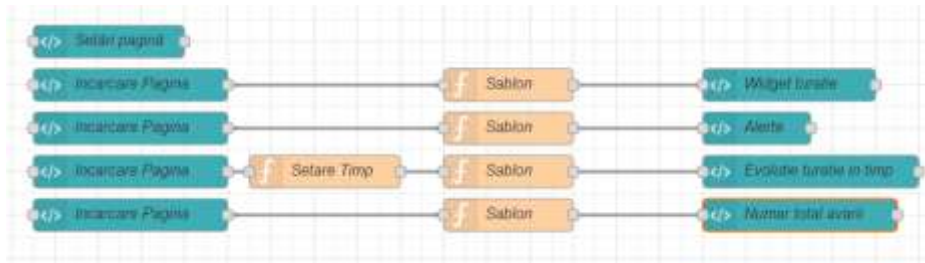 </> Setări pagină
</> Incarcare Pagina f Sablon </> Widget turatie
</> Incarcare Pagina f Sablon </> Alerte
</> Incarcare Pagina f Setare Timp f Sablon </> Evolutie turatie in timp
</> Incarcare Pagina f Sablon </> Numar total avarii